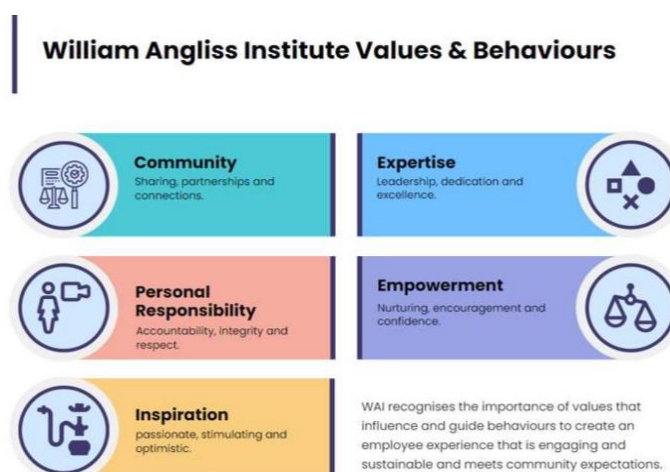 William Angliss Institute Values & Behaviours
Community
Sharing, partnerships and
connections.
Expertise
Leadership, dedication and
excellence.
Personal
Responsibility
Accountability, integrity and
respect.
Empowerment
Nurturing, encouragement and
confidence.
Inspiration
passionate, stimulating and
optimistic.
WAI recognises the importance of values that
influence and guide behaviours to create an
employee experience that is engaging and
sustainable and meets community expectations.